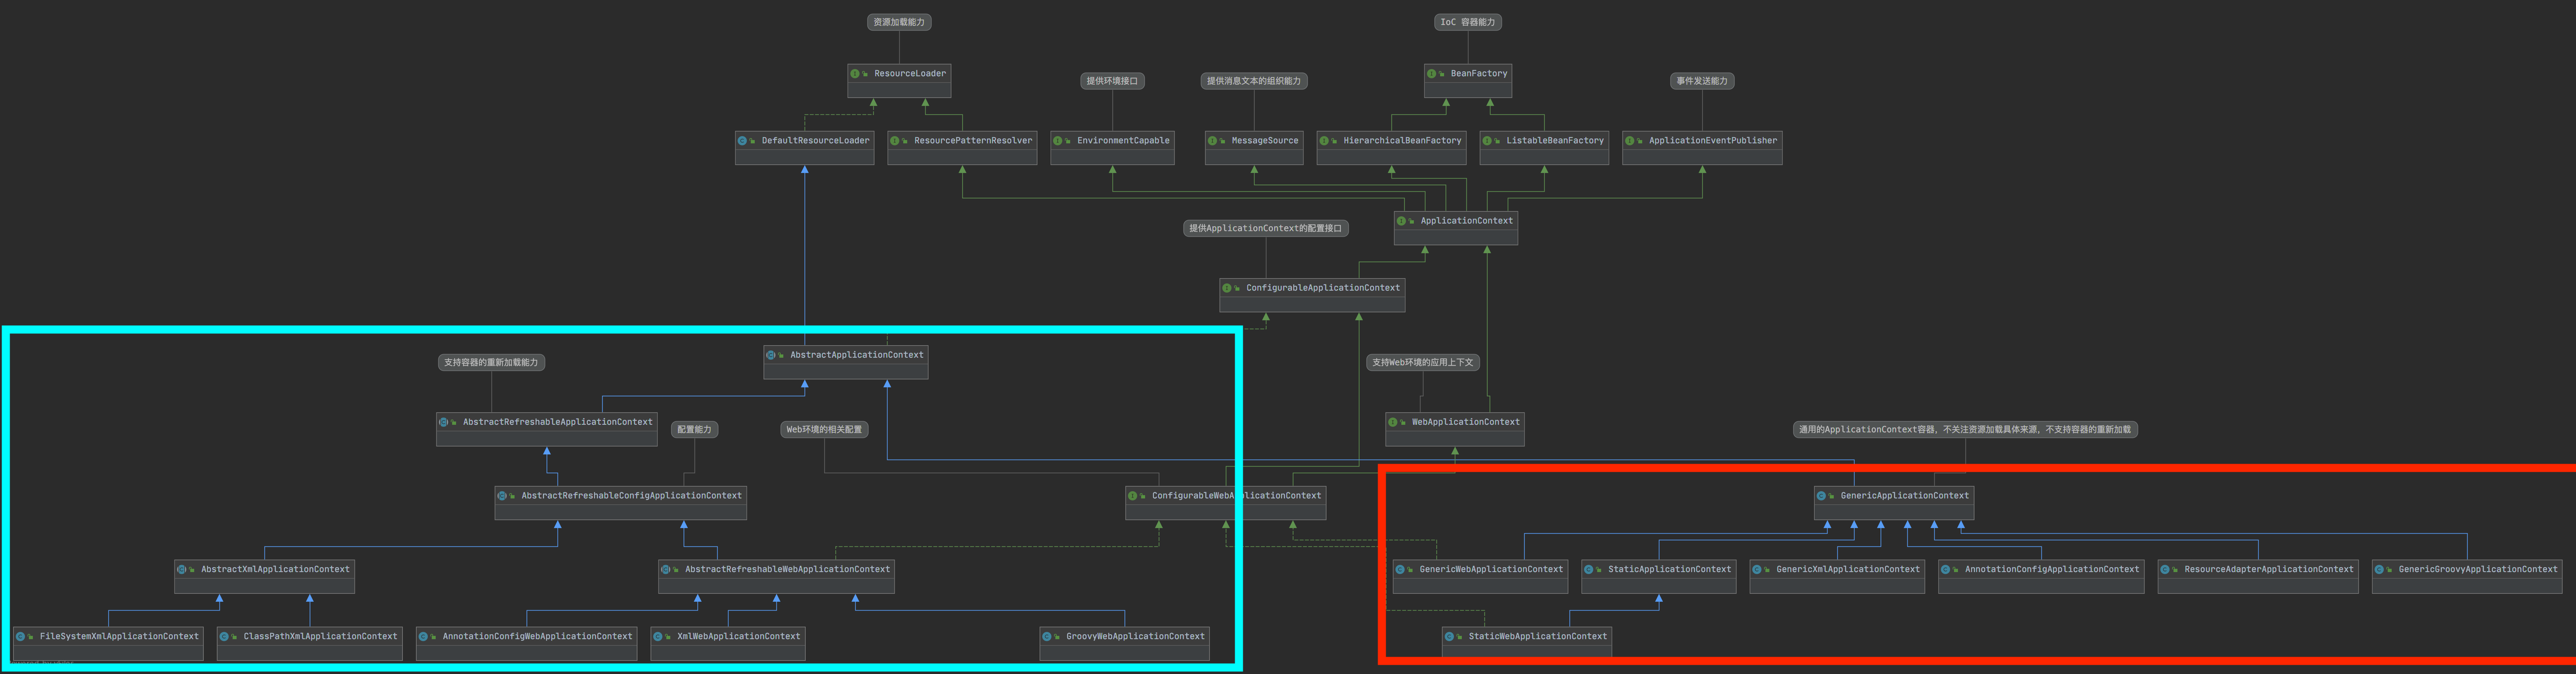 资源加载能力
IoC 容器能力
ResourceLoader
提供环境接口
提供消息文本的组织能力
BeanFactory
事件发送能力
DefaultResourceLoader
ResourcePatternResolver
EnvironmentCapable
MessageSource
HierarchicalBeanFactory
ListableBeanFactory
ApplicationEventPublisher
ApplicationContext
提供ApplicationContext的配置接口
ConfigurableApplicationContext
AbstractApplicationContext
支持容器的重新加载能力
支持Web环境的应用上下文
AbstractRefreshableApplicationContext
配置能力
Web环境的相关配置
WebApplicationContext
通用的ApplicationContext容器，不关注资源加载具体来源，不支持容器的重新加载
AbstractRefreshableConfigApplicationContext
ConfigurableWebApplicationContext
GenericApplicationContext
AbstractXmlApplicationContext
AbstractRefreshableWebApplicationContext
GenericWebApplicationContext
StaticApplicationContext
GenericXmlApplicationContext
AnnotationConfigApplicationContext
ResourceAdapterApplicationContext
GenericGroovyApplicationContext
FileSystemXmlApplicationContext
ClassPathXmlApplicationContext
AnnotationConfigWebApplicationContext
XmlWebApplicationContext
GroovyWebApplicationContext
StaticWebApplicationContext